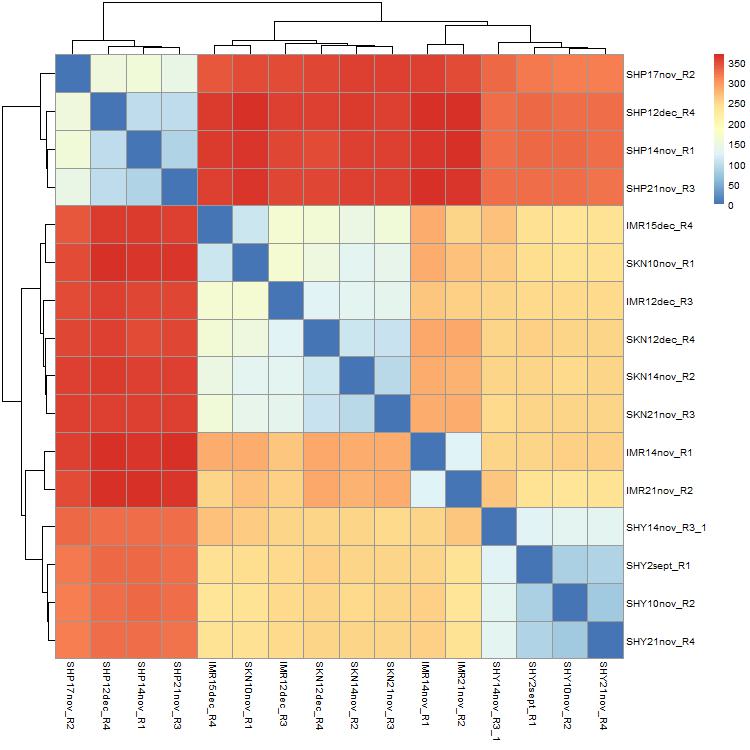 350
300
250
200
150
100
50
0
SHP17nov_R2
SHP12dec_R4
SHP14nov_R1
SHP21nov_R3
IMR15dec_R4
SKN10nov_R1
IMR12dec_R3
SKN12dec_R4
SKN14nov_R2
SKN21nov_R3
IMR14nov_R1
IMR21nov_R2
SHY14nov_R3_1
SHY2sept_R1
SHY10nov_R2
SHY21nov_R4
SHP17nov_R2
SHP12dec_R4
SHP14nov_R1
SHP21nov_R3
IMR15dec_R4
SKN10nov_R1
IMR12dec_R3
SKN12dec_R4
SKN14nov_R2
SKN21nov_R3
IMR14nov_R1
IMR21nov_R2
SHY14nov_R3_1
SHY2sept_R1
SHY10nov_R2
SHY21nov_R4